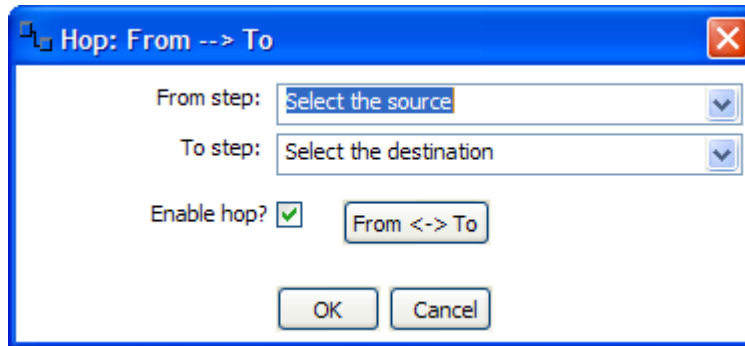 Hop: From --> To
From step: Select the source
To step: Select the destination
Enable hop? From <-> To
OK Cancel